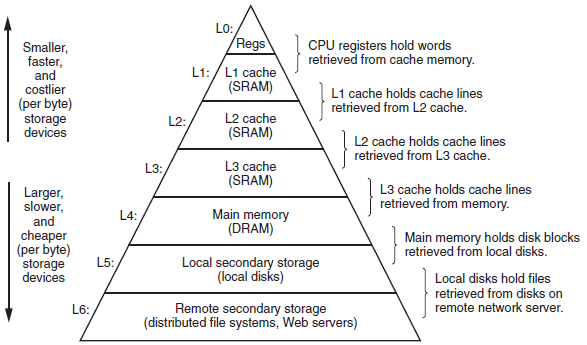 L0:
Regs
CPU registers hold words
retrieved from cache memory.
Smaller,
faster,
and
costlier
(per byte)
storage
devices
L1:
L1 cache
(SRAM)
L1 cache holds cache lines
retrieved from L2 cache.
L2:
L2 cache
(SRAM)
L2 cache holds cache lines
retrieved from L3 cache.
L3:
L3 cache
(SRAM)
L3 cache holds cache lines
retrieved from memory.
Larger,
slower,
and
cheaper
(per byte)
storage
devices
L4:
Main memory
(DRAM)
Main memory holds disk blocks
retrieved from local disks.
L5:
Local secondary storage
(local disks)
Local disks hold files
retrieved from disks on
remote network server.
L6:
Remote secondary storage
(distributed file systems, Web servers)